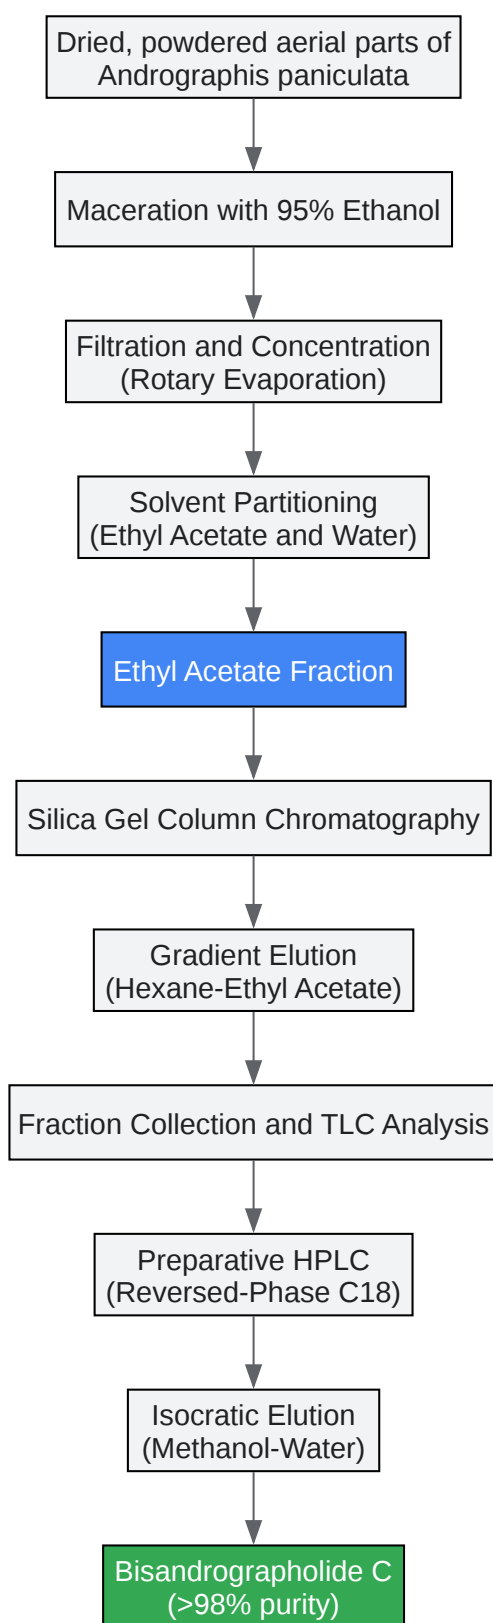 Dried, powdered aerial parts of
Andrographis paniculata
Maceration with 95% Ethanol
Filtration and Concentration
(Rotary Evaporation)
Solvent Partitioning
(Ethyl Acetate and Water)
Ethyl Acetate Fraction
Silica Gel Column Chromatography
Gradient Elution
(Hexane-Ethyl Acetate)
Fraction Collection and TLC Analysis
Preparative HPLC
(Reversed-Phase C18)
Isocratic Elution
(Methanol-Water)
Bisandrographolide C
(>98% purity)